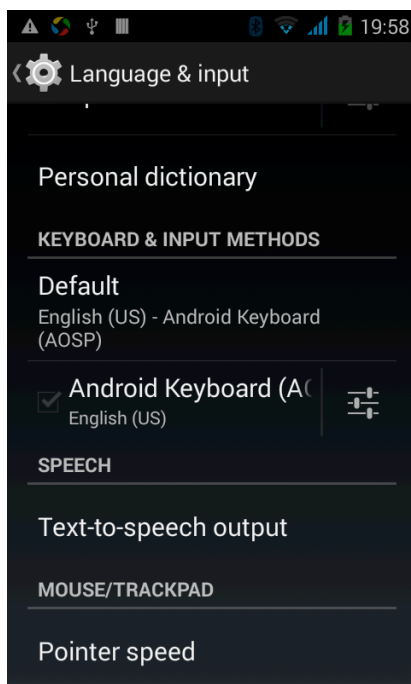 19:58
Language & input
Personal dictionary
KEYBOARD & INPUT METHODS
Default
English (US) - Android Keyboard
(AOSP)
Android Keyboard (A
English (US)
SPEECH
Text-to-speech output
MOUSE/TRACKPAD
Pointer speed